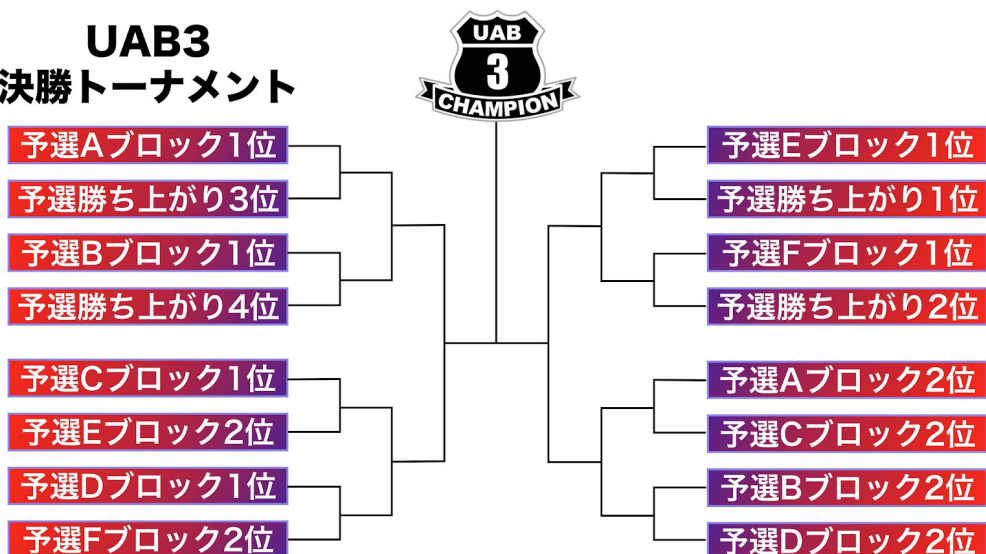 UAB3
決勝トーナメント
UAB
3
CHAMPION
予選Aブロック1位
予選勝ち上がり3位
予選Bブロック1位
予選勝ち上がり4位
予選Cブロック1位
予選Eブロック2位
予選Dブロック1位
予選Fブロック2位
予選Eブロック1位
予選勝ち上がり1位
予選Fブロック1位
予選勝ち上がり2位
予選Aブロック2位
予選Cブロック2位
予選Bブロック2位
予選Dブロック2位